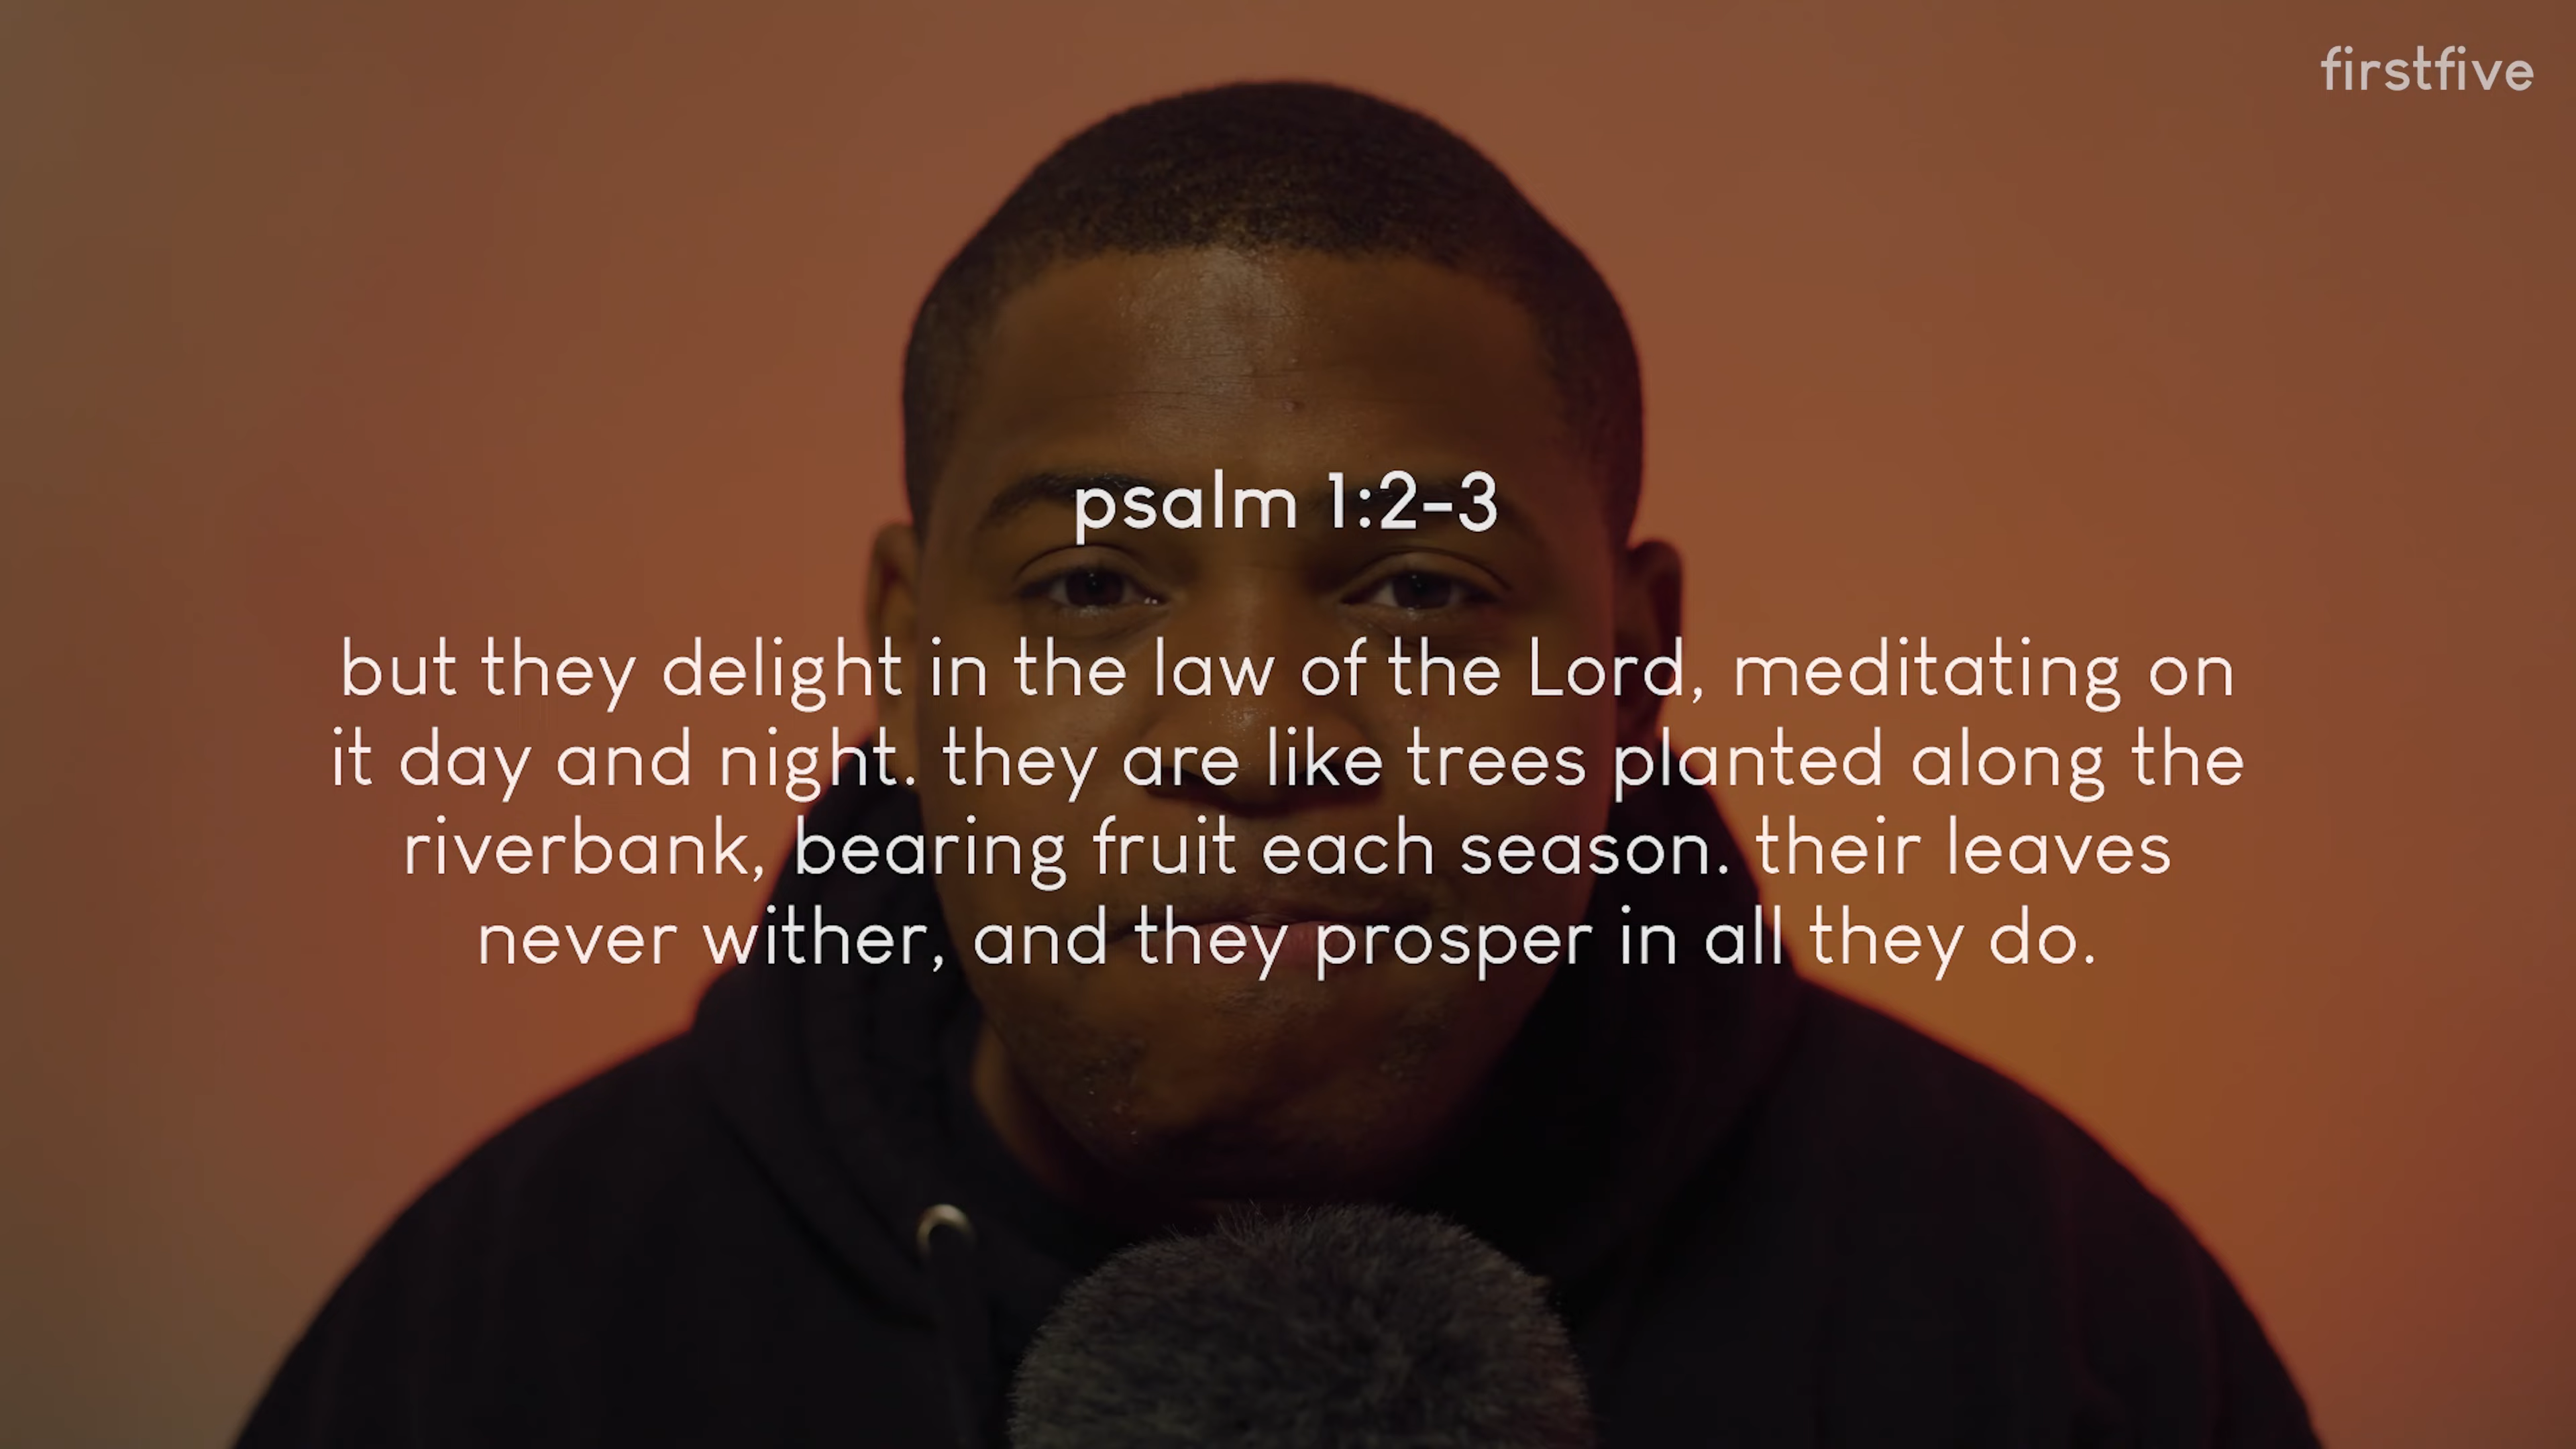 firstfive
psalm 1:2-3
but they delight in the law of the Lord, meditating on
it day and night. they are like trees planted along the
riverbank, bearing fruit each season. their leaves
never wither, and they prosper in all they do.